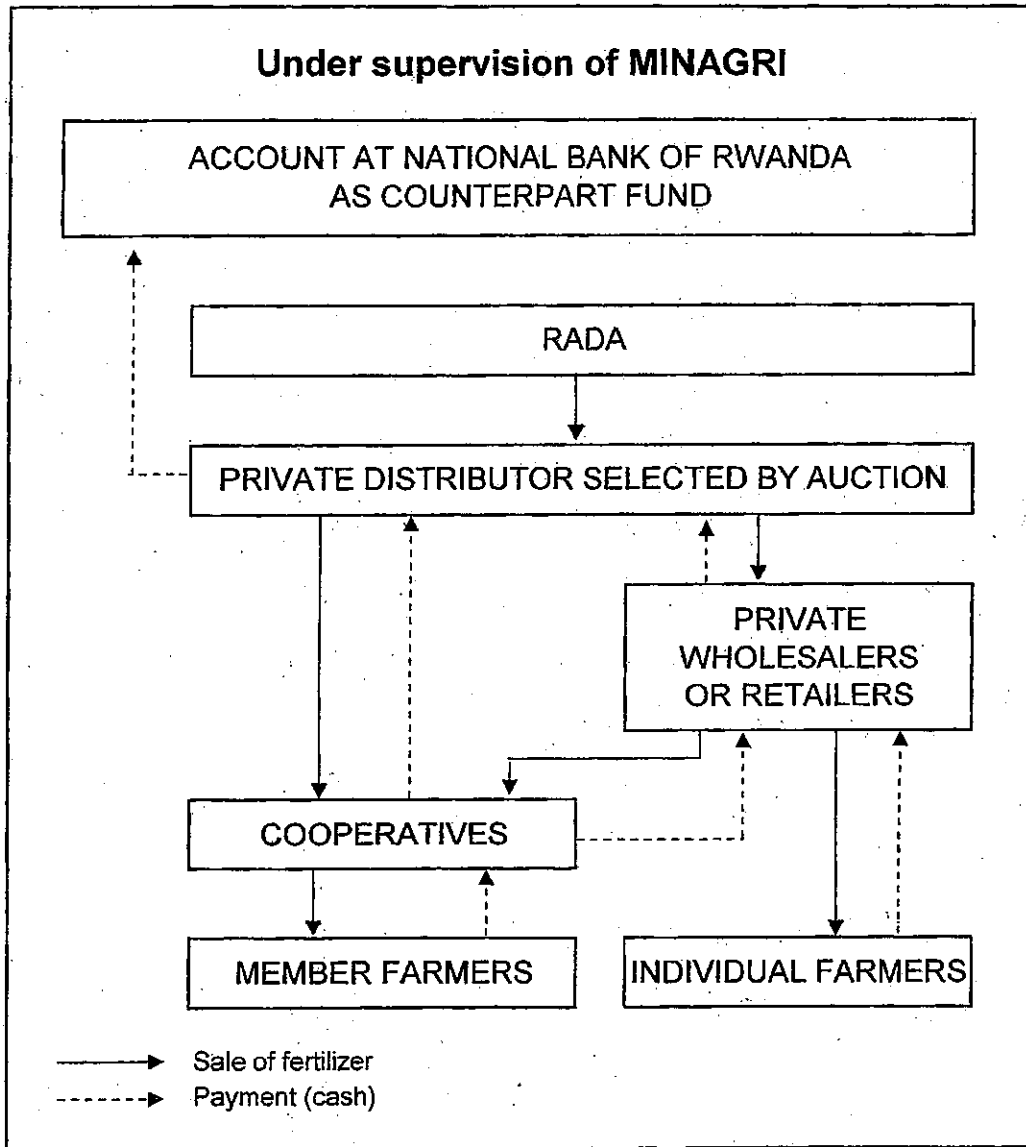 Under supervision of MINAGRI
ACCOUNT AT NATIONAL BANK OF RWANDA
AS COUNTERPART FUND
RADA
PRIVATE DISTRIBUTOR SELECTED BY AUCTION
PRIVATE
WHOLESALERS
OR RETAILERS
COOPERATIVES
MEMBER FARMERS
INDIVIDUAL FARMERS
Sale of fertilizer
Payment (cash)